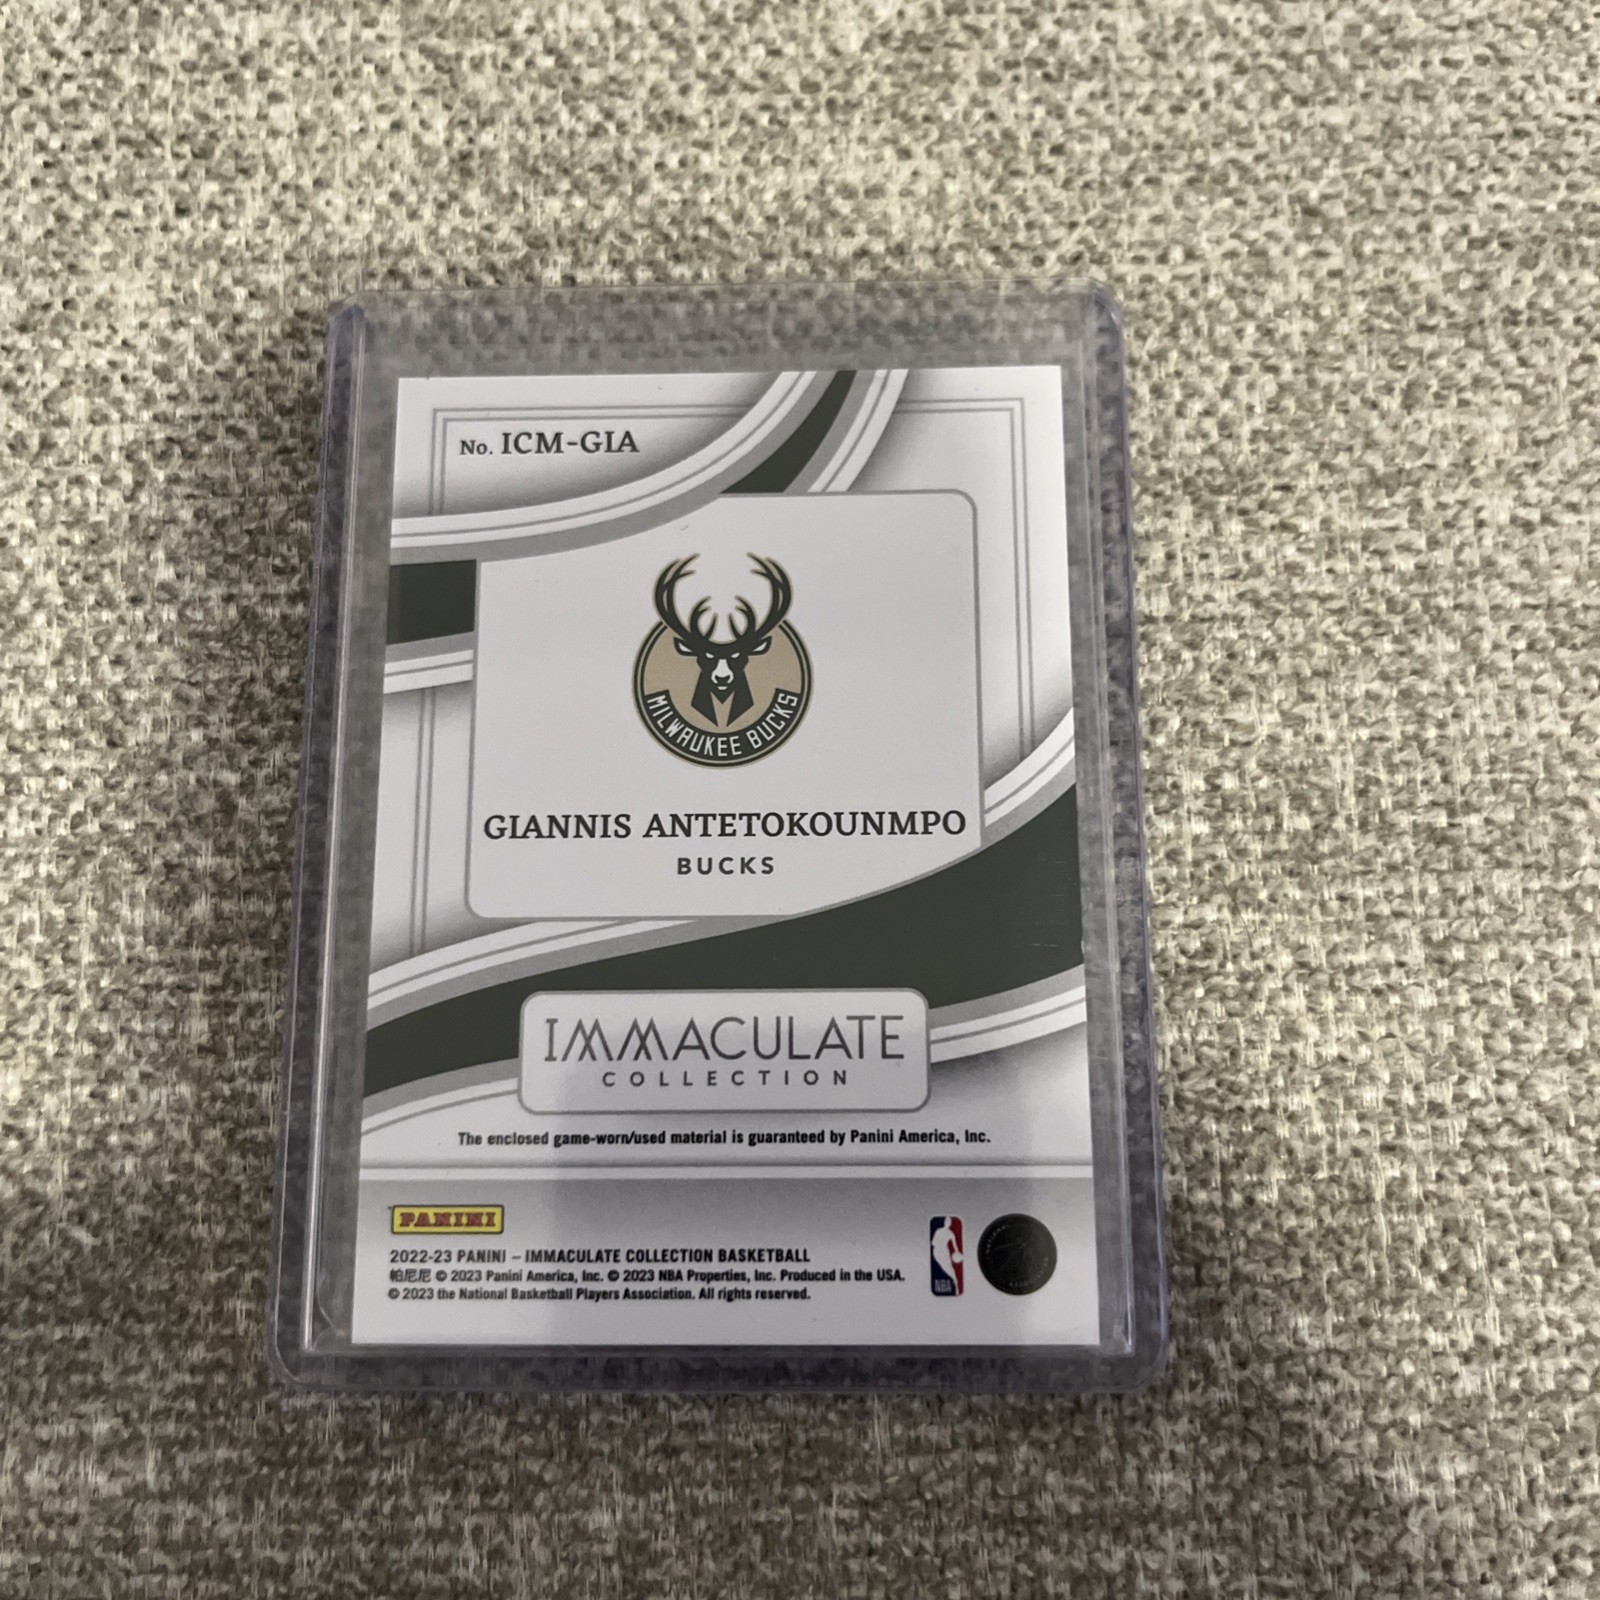 No. ICM-GIA
MILWAUKEE BUCKS
GIANNIS ANTETOKOUNMPO
BUCKS
IMMACULATE
COLLECTION
The enclosed game-worn/used material is guaranteed by Panini America, Inc.
PANINI
2022-23 PANINI – IMMACULATE COLLECTION BASKETBALL
帕尼尼 © 2023 Panini America, Inc. © 2023 NBA Properties, Inc. Produced in the USA.
© 2023 the National Basketball Players Association. All rights reserved.
NBA